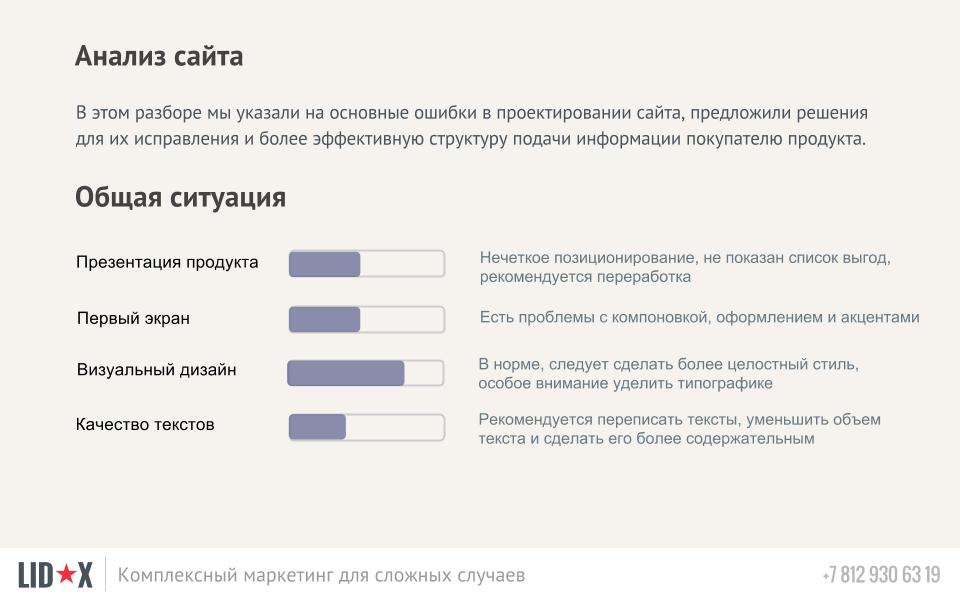 Анализ сайта
В этом разборе мы указали на основные ошибки в проектировании сайта, предложили решения
для их исправления и более эффективную структуру подачи информации покупателю продукта.
Общая ситуация
Презентация продукта
Нечеткое позиционирование, не показан список выгод,
рекомендуется переработка
Первый экран
Есть проблемы с компоновкой, оформлением и акцентами
Визуальный дизайн
В норме, следует сделать более целостный стиль,
особое внимание уделить типографике
Качество текстов
Рекомендуется переписать тексты, уменьшить объем
текста и сделать его более содержательным
LID★X
Комплексный маркетинг для сложных случаев
+7 812 930 63 19